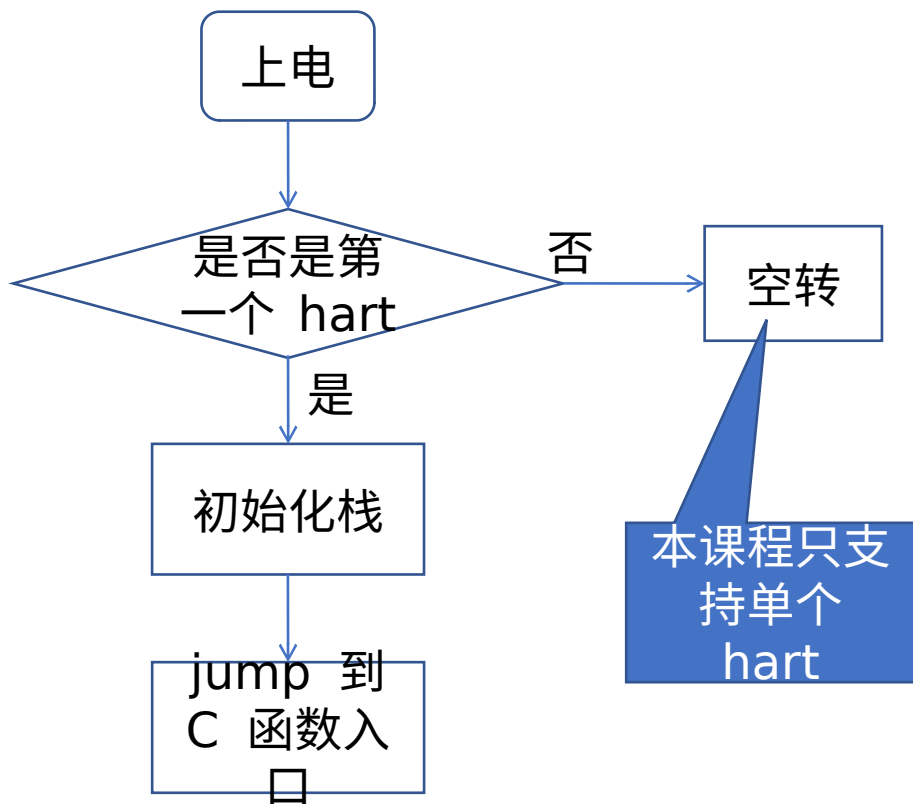 上电
是否是第
一个 hart
否
空转
是
初始化栈
本课程只支
持单个
hart
jump 到
C 函数入
口